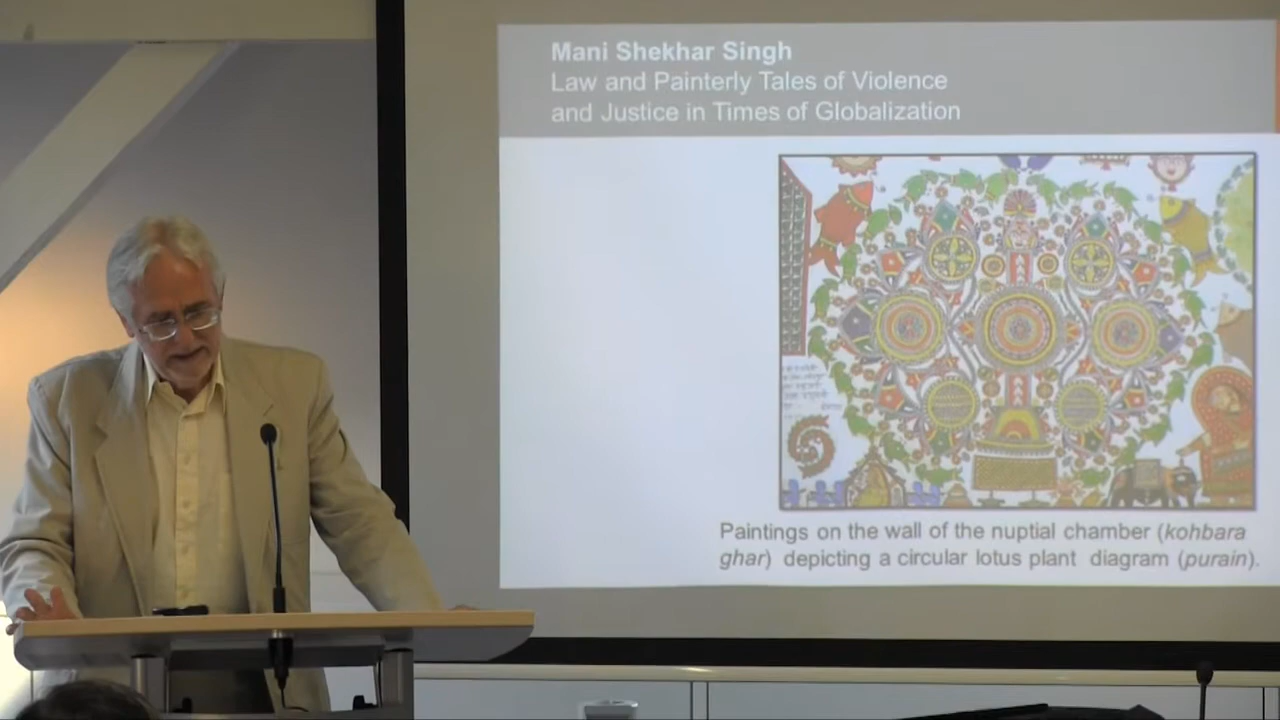 Mani Shekhar Singh
Law and Painterly Tales of Violence
and Justice in Times of Globalization
Paintings on the wall of the nuptial chamber (kohbara
ghar) depicting a circular lotus plant diagram (purain).